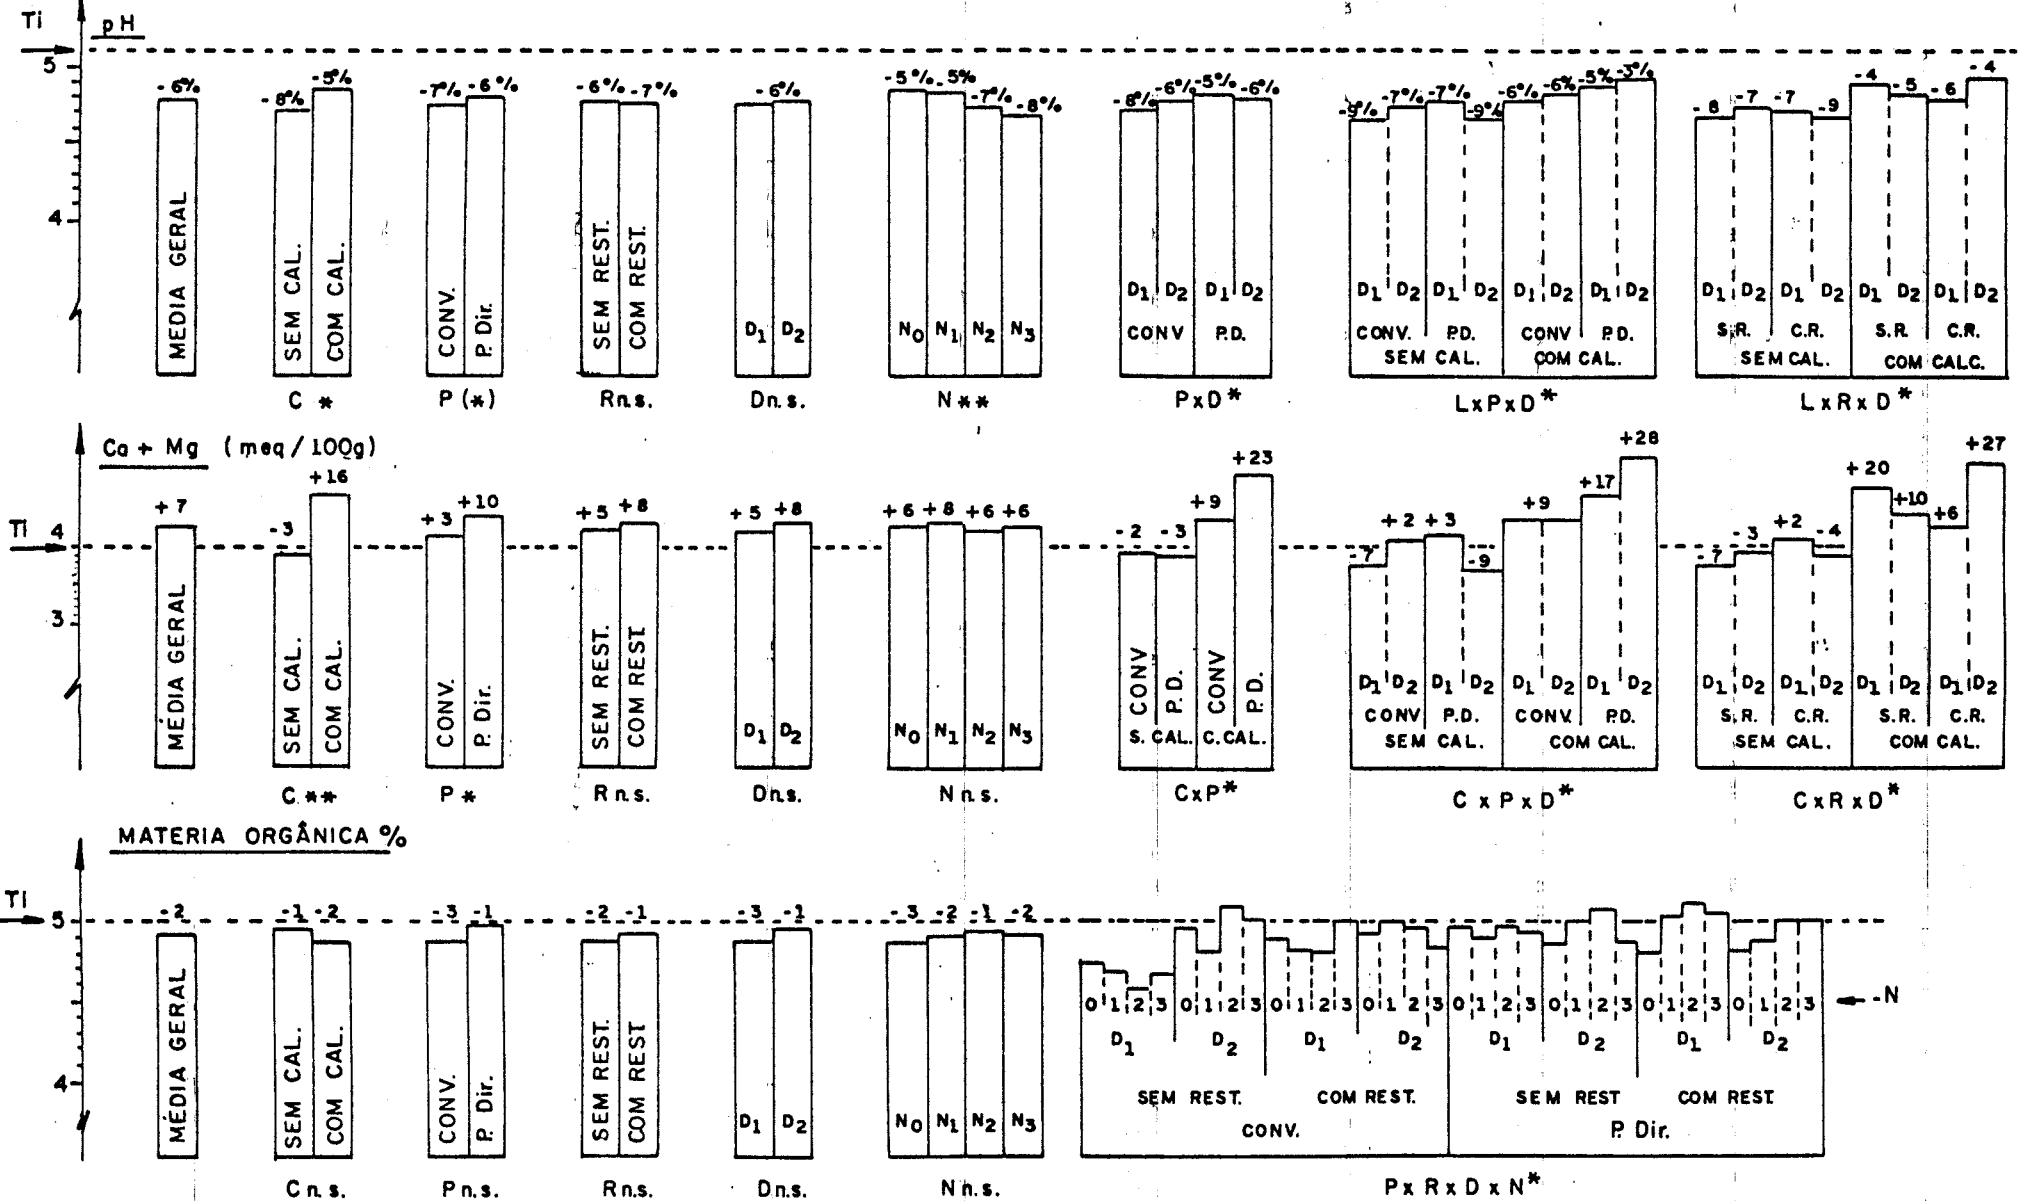 Ti
pH
5
4
- 6%
- 8% - 5%
- 7% - 6%
- 6% - 7%
- 6%
- 5% - 5% - 7% - 8%
- 8% - 6% - 5% - 6%
- 9% - 7% - 7% - 9% - 6% - 6% - 5% - 3%
- 8 - 7 - 7 - 9 - 4 - 5 - 6 - 4
MEDIA GERAL
SEM CAL.
COM CAL.
CONV.
P. Dir.
SEM REST.
COM REST.
D1 D2
N0 N1 N2 N3
D1 D2 D1 D2
CONV P.D.
D1 D2 D1 D2 D1 D2 D1 D2
CONV. P.D. CONV P.D.
SEM CAL. COM CAL.
D1 D2 D1 D2 D1 D2 D1 D2
S.R. C.R. S.R. C.R.
SEM CAL. COM CALC.
C * P (*) R n.s. D n.s. N ** P x D * L x P x D * L x R x D *
Ca + Mg (meq / 100g)
Ti
4
3
+ 7
- 3 + 16
+ 3 + 10
+ 5 + 8
+ 5 + 8
+ 6 + 8 + 6 + 6
- 2 - 3 + 9 + 23
- 7 + 2 + 3 - 9 + 9 + 17 + 28
- 7 - 3 + 2 - 4 + 20 + 10 + 6 + 27
MÉDIA GERAL
SEM CAL.
COM CAL.
CONV.
P. Dir.
SEM REST.
COM REST.
D1 D2
N0 N1 N2 N3
CONV
P.D.
CONV
P.D.
S. CAL. C.CAL.
D1 D2 D1 D2 D1 D2 D1 D2
CONV P.D. CONV. P.D.
SEM CAL. COM CAL.
D1 D2 D1 D2 D1 D2 D1 D2
S.R. C.R. S.R. C.R.
SEM CAL. COM CAL.
C ** P * R n.s. D n.s. N n.s. C x P * C x P x D * C x R x D *
MATERIA ORGÂNICA %
Ti
5
4
- 2
- 1 - 2
- 3 - 1
- 2 - 1
- 3 - 1
- 3 - 2 - 1 - 2
MÉDIA GERAL
SEM CAL.
COM CAL.
CONV.
P. Dir.
SEM REST.
COM REST
D1 D2
N0 N1 N2 N3
0 1 2 3 0 1 2 3 0 1 2 3 0 1 2 3 0 1 2 3 0 1 2 3 0 1 2 3 0 1 2 3 -N
D1 D2 D1 D2 D1 D2 D1 D2
SEM REST. COM REST. SEM REST COM REST
CONV. P. Dir.
C n.s. P n.s. R n.s. D n.s. N n.s. P x R x D x N *